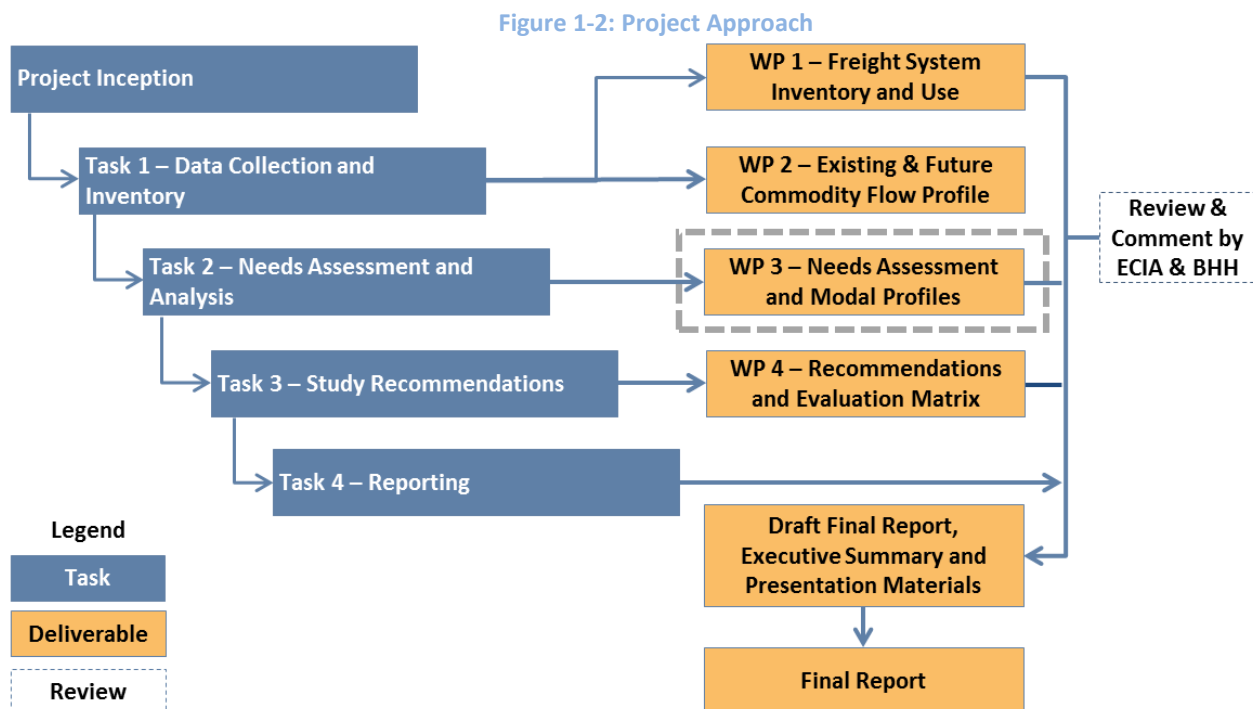 Figure 1-2: Project Approach
Project Inception
WP 1 – Freight System
Inventory and Use
Task 1 – Data Collection and
Inventory
WP 2 – Existing & Future
Commodity Flow Profile
Review &
Comment by
ECIA & BHH
Task 2 – Needs Assessment and
Analysis
WP 3 – Needs Assessment
and Modal Profiles
Task 3 – Study Recommendations
WP 4 – Recommendations
and Evaluation Matrix
Task 4 – Reporting
Draft Final Report,
Executive Summary and
Presentation Materials
Final Report
Legend
Task
Deliverable
Review